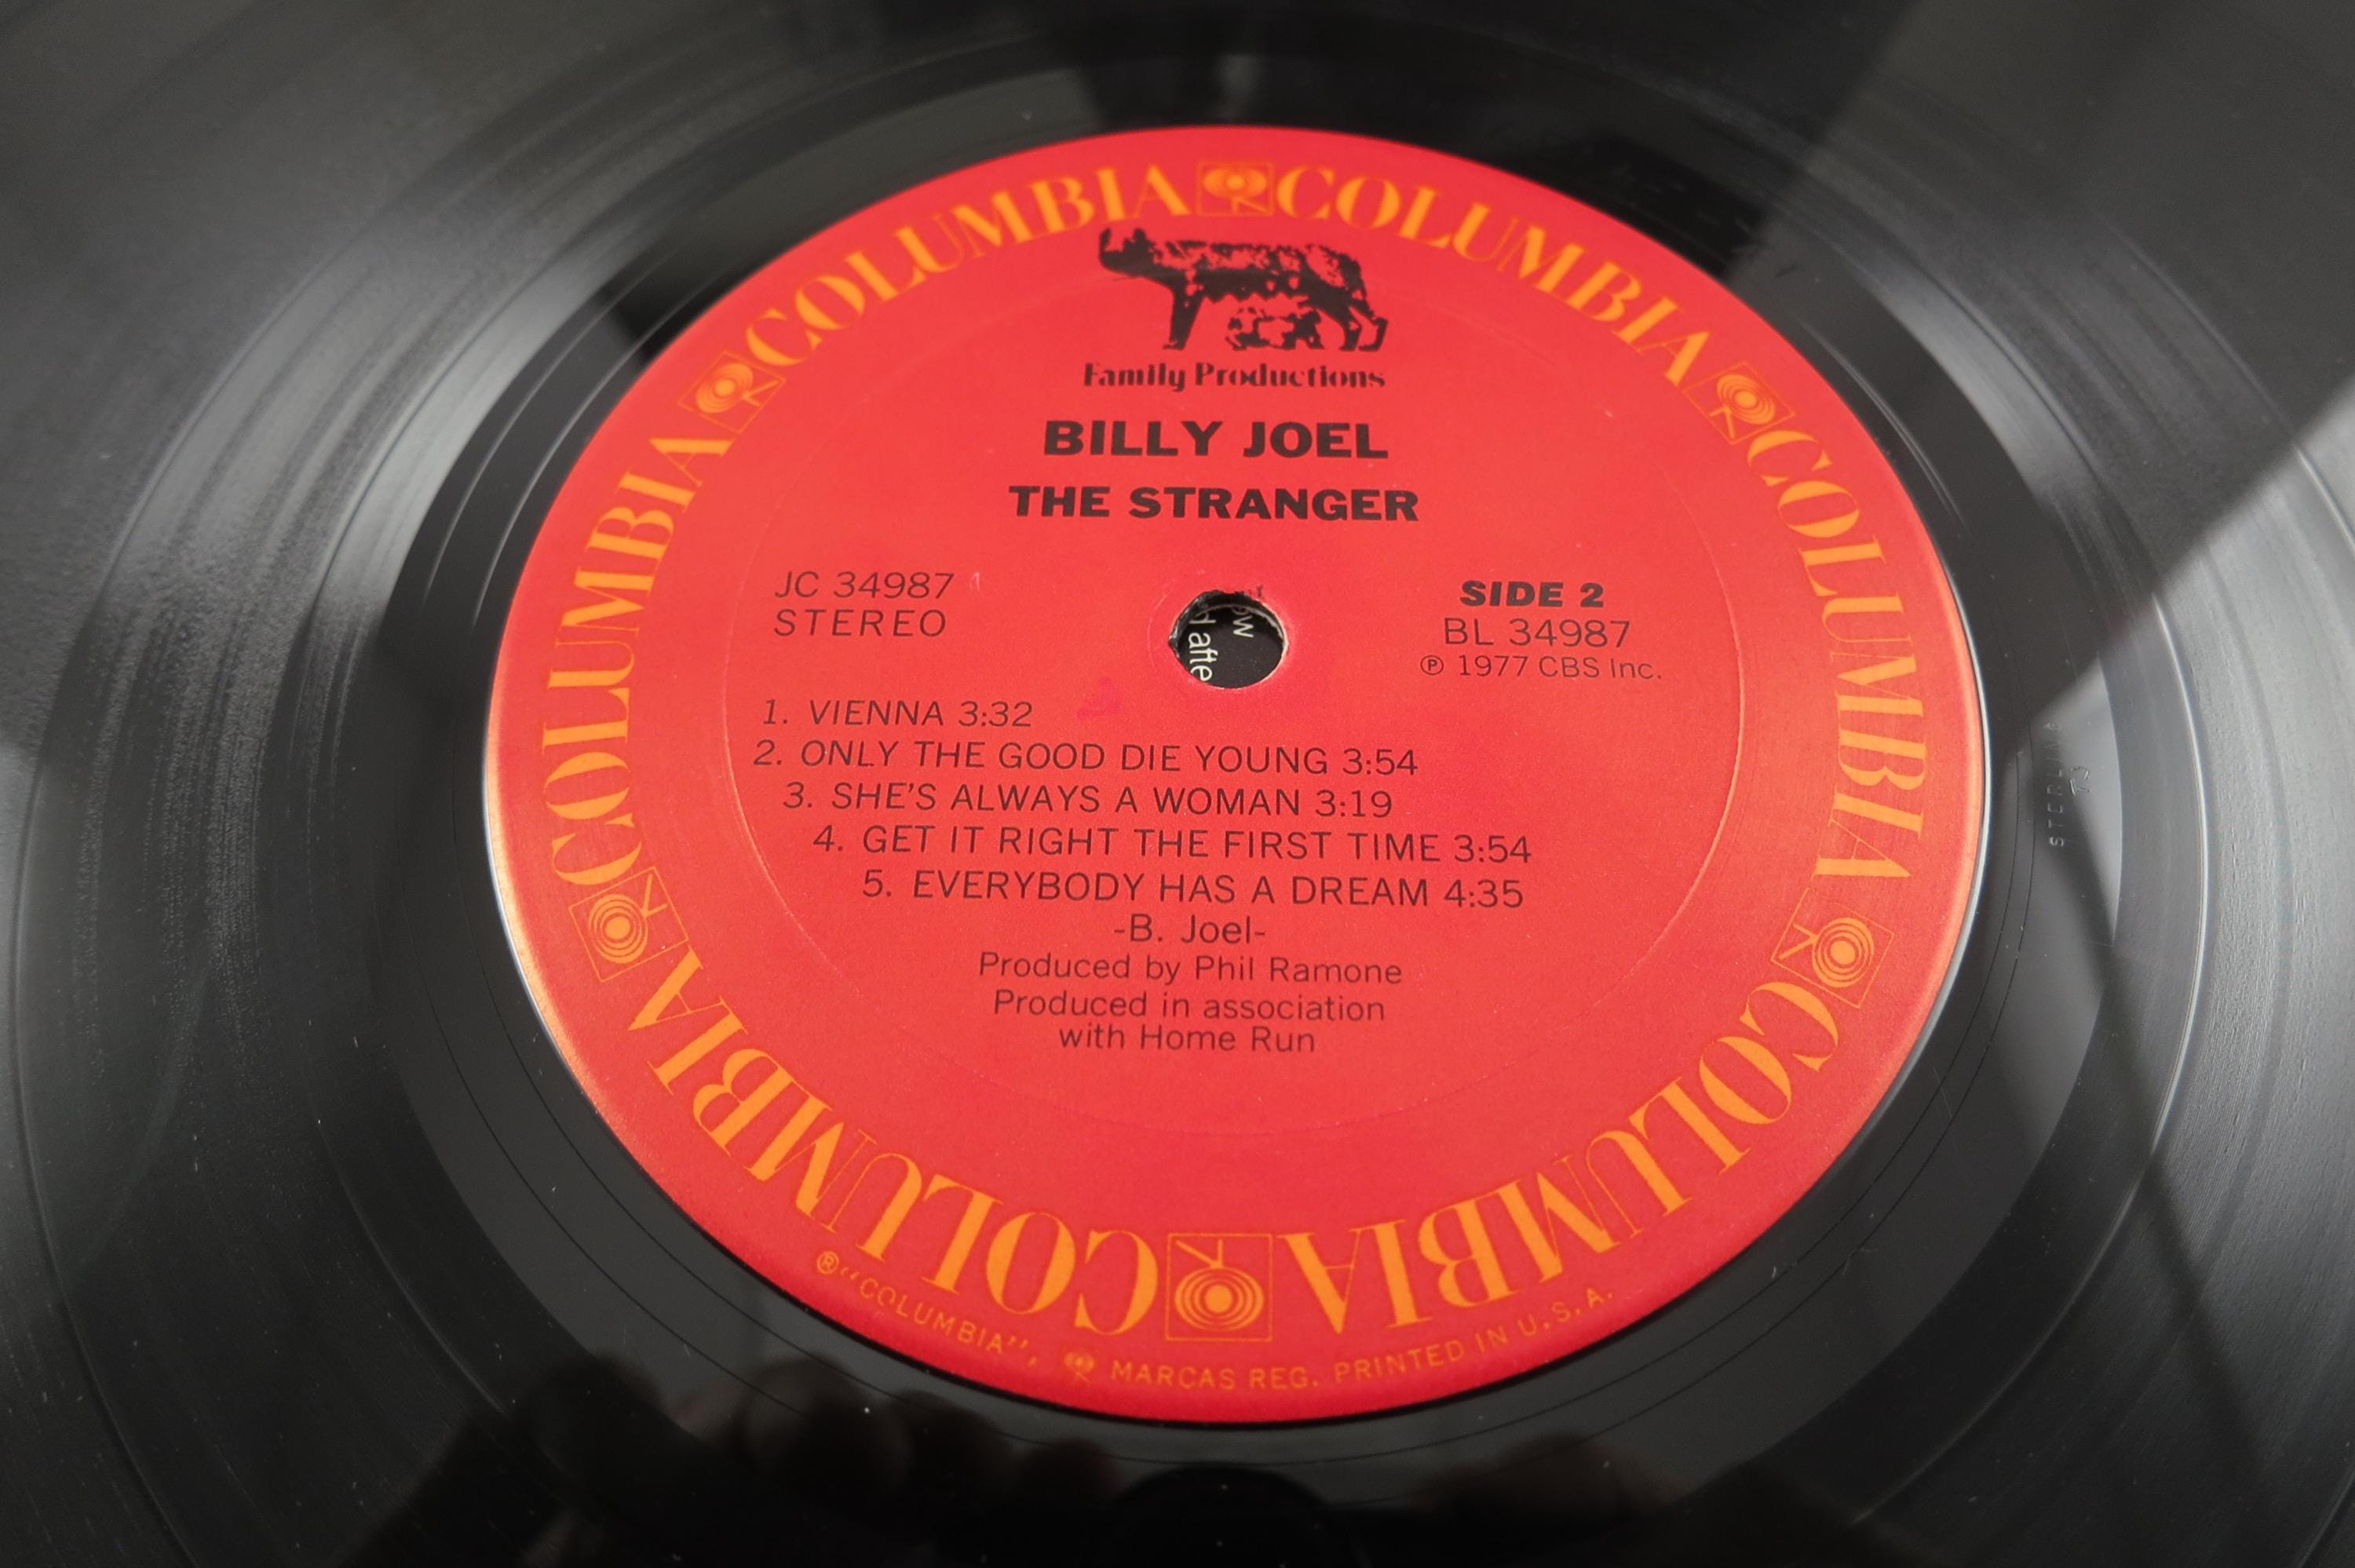 COLUMBIA COLUMBIA COLUMBIA COLUMBIA COLUMBIA COLUMBIA
Family Productions
BILLY JOEL
THE STRANGER
JC 34987
STEREO
SIDE 2
BL 34987
℗ 1977 CBS Inc.
1. VIENNA 3:32
2. ONLY THE GOOD DIE YOUNG 3:54
3. SHE'S ALWAYS A WOMAN 3:19
4. GET IT RIGHT THE FIRST TIME 3:54
5. EVERYBODY HAS A DREAM 4:35
-B. Joel-
Produced by Phil Ramone
Produced in association
with Home Run
® "COLUMBIA", MARCAS REG. PRINTED IN U.S.A.